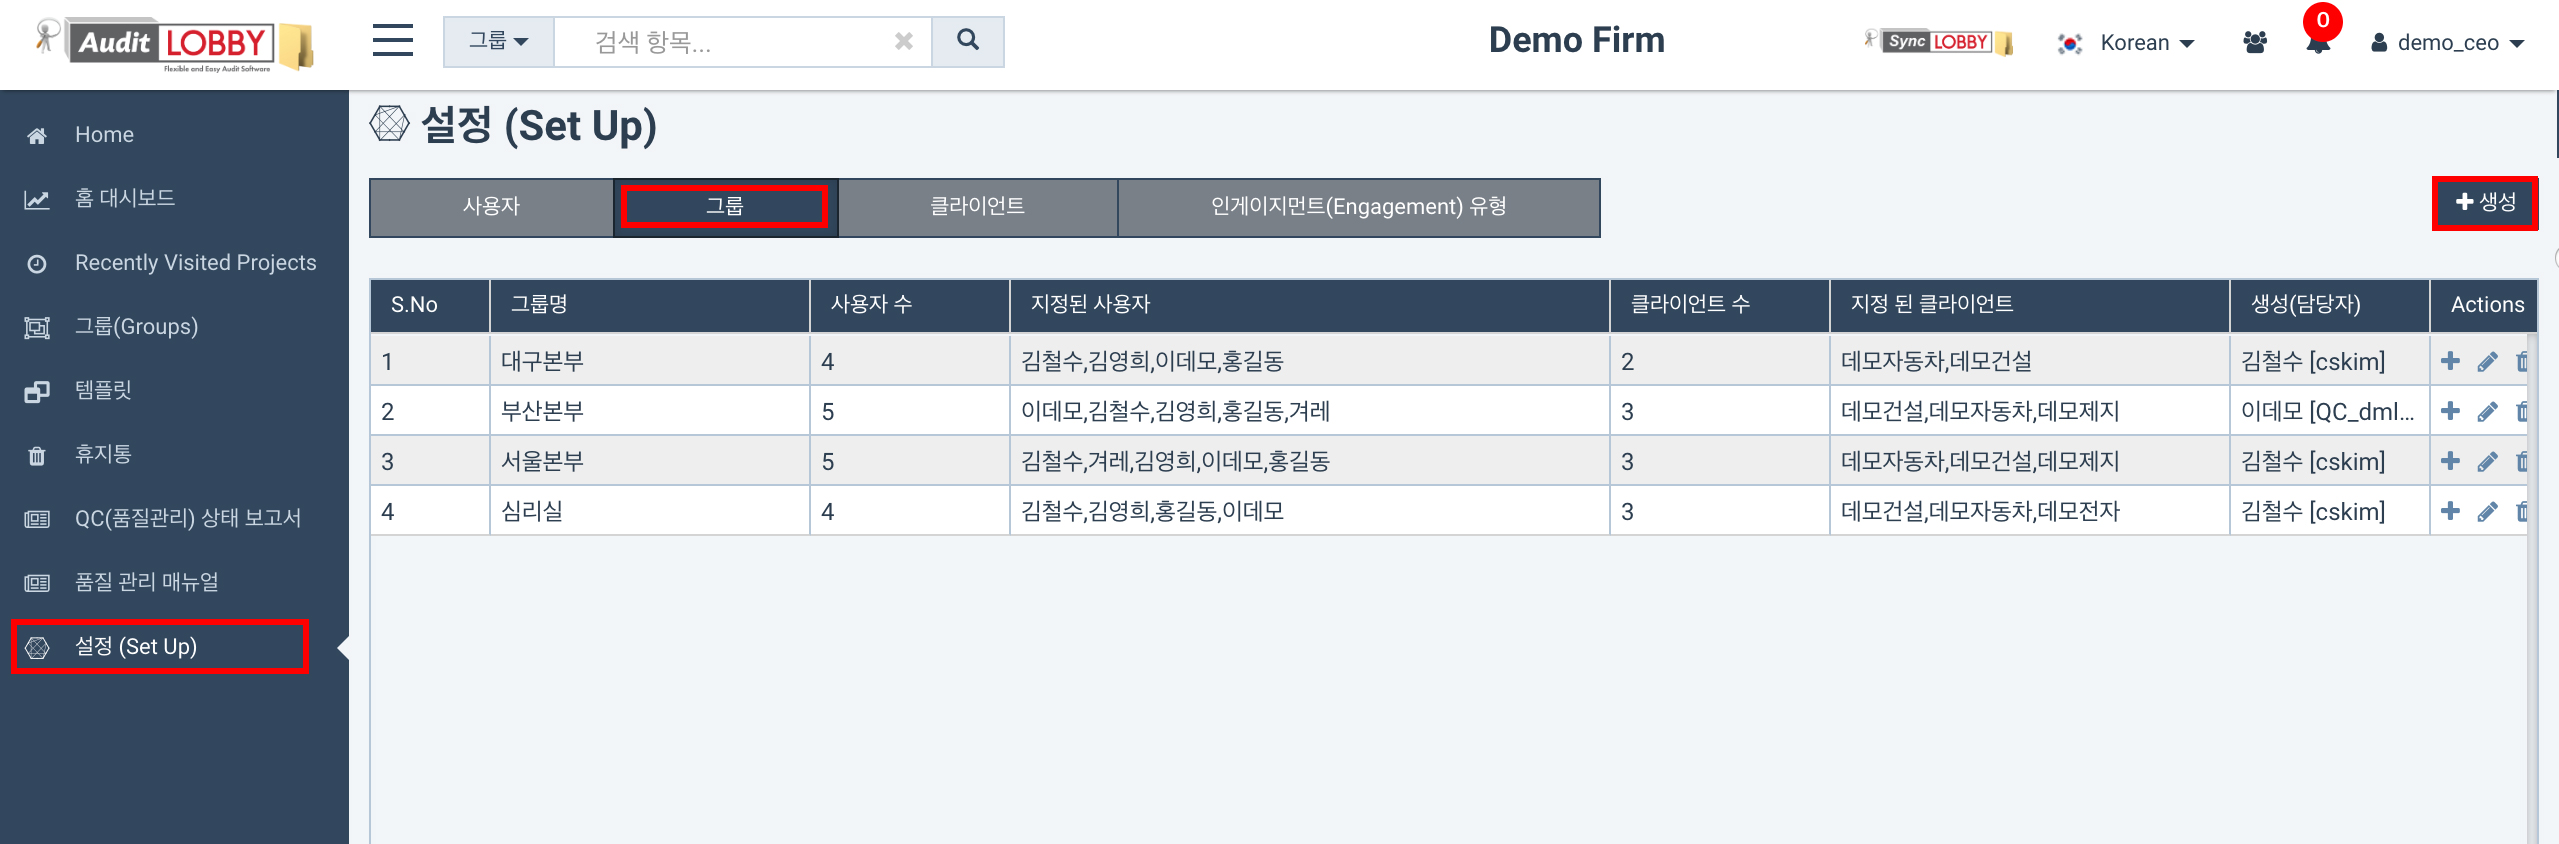 Audit LOBBY
Flexible and Easy Audit Software
그룹
검색 항목...
Demo Firm
Sync LOBBY
Korean
0
demo_ceo
Home
홈 대시보드
Recently Visited Projects
그룹(Groups)
템플릿
휴지통
QC(품질관리) 상태 보고서
품질 관리 매뉴얼
설정 (Set Up)
설정 (Set Up)
사용자 그룹 클라이언트 인게이지먼트(Engagement) 유형
생성
S.No 그룹명 사용자 수 지정된 사용자 클라이언트 수 지정 된 클라이언트 생성(담당자) Actions
1 대구본부 4 김철수,김영희,이데모,홍길동 2 데모자동차,데모건설 김철수 [cskim]
2 부산본부 5 이데모,김철수,김영희,홍길동,겨레 3 데모건설,데모자동차,데모제지 이데모 [QC_dml...
3 서울본부 5 김철수,겨레,김영희,이데모,홍길동 3 데모자동차,데모건설,데모제지 김철수 [cskim]
4 심리실 4 김철수,김영희,홍길동,이데모 3 데모건설,데모자동차,데모전자 김철수 [cskim]